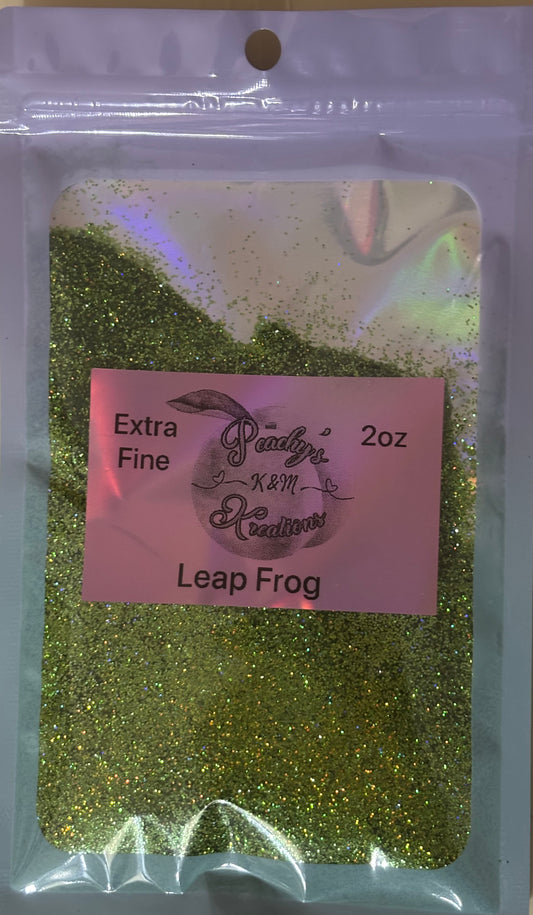 Extra
Fine
2oz
Peachy's
K&M
Kreations
Leap Frog